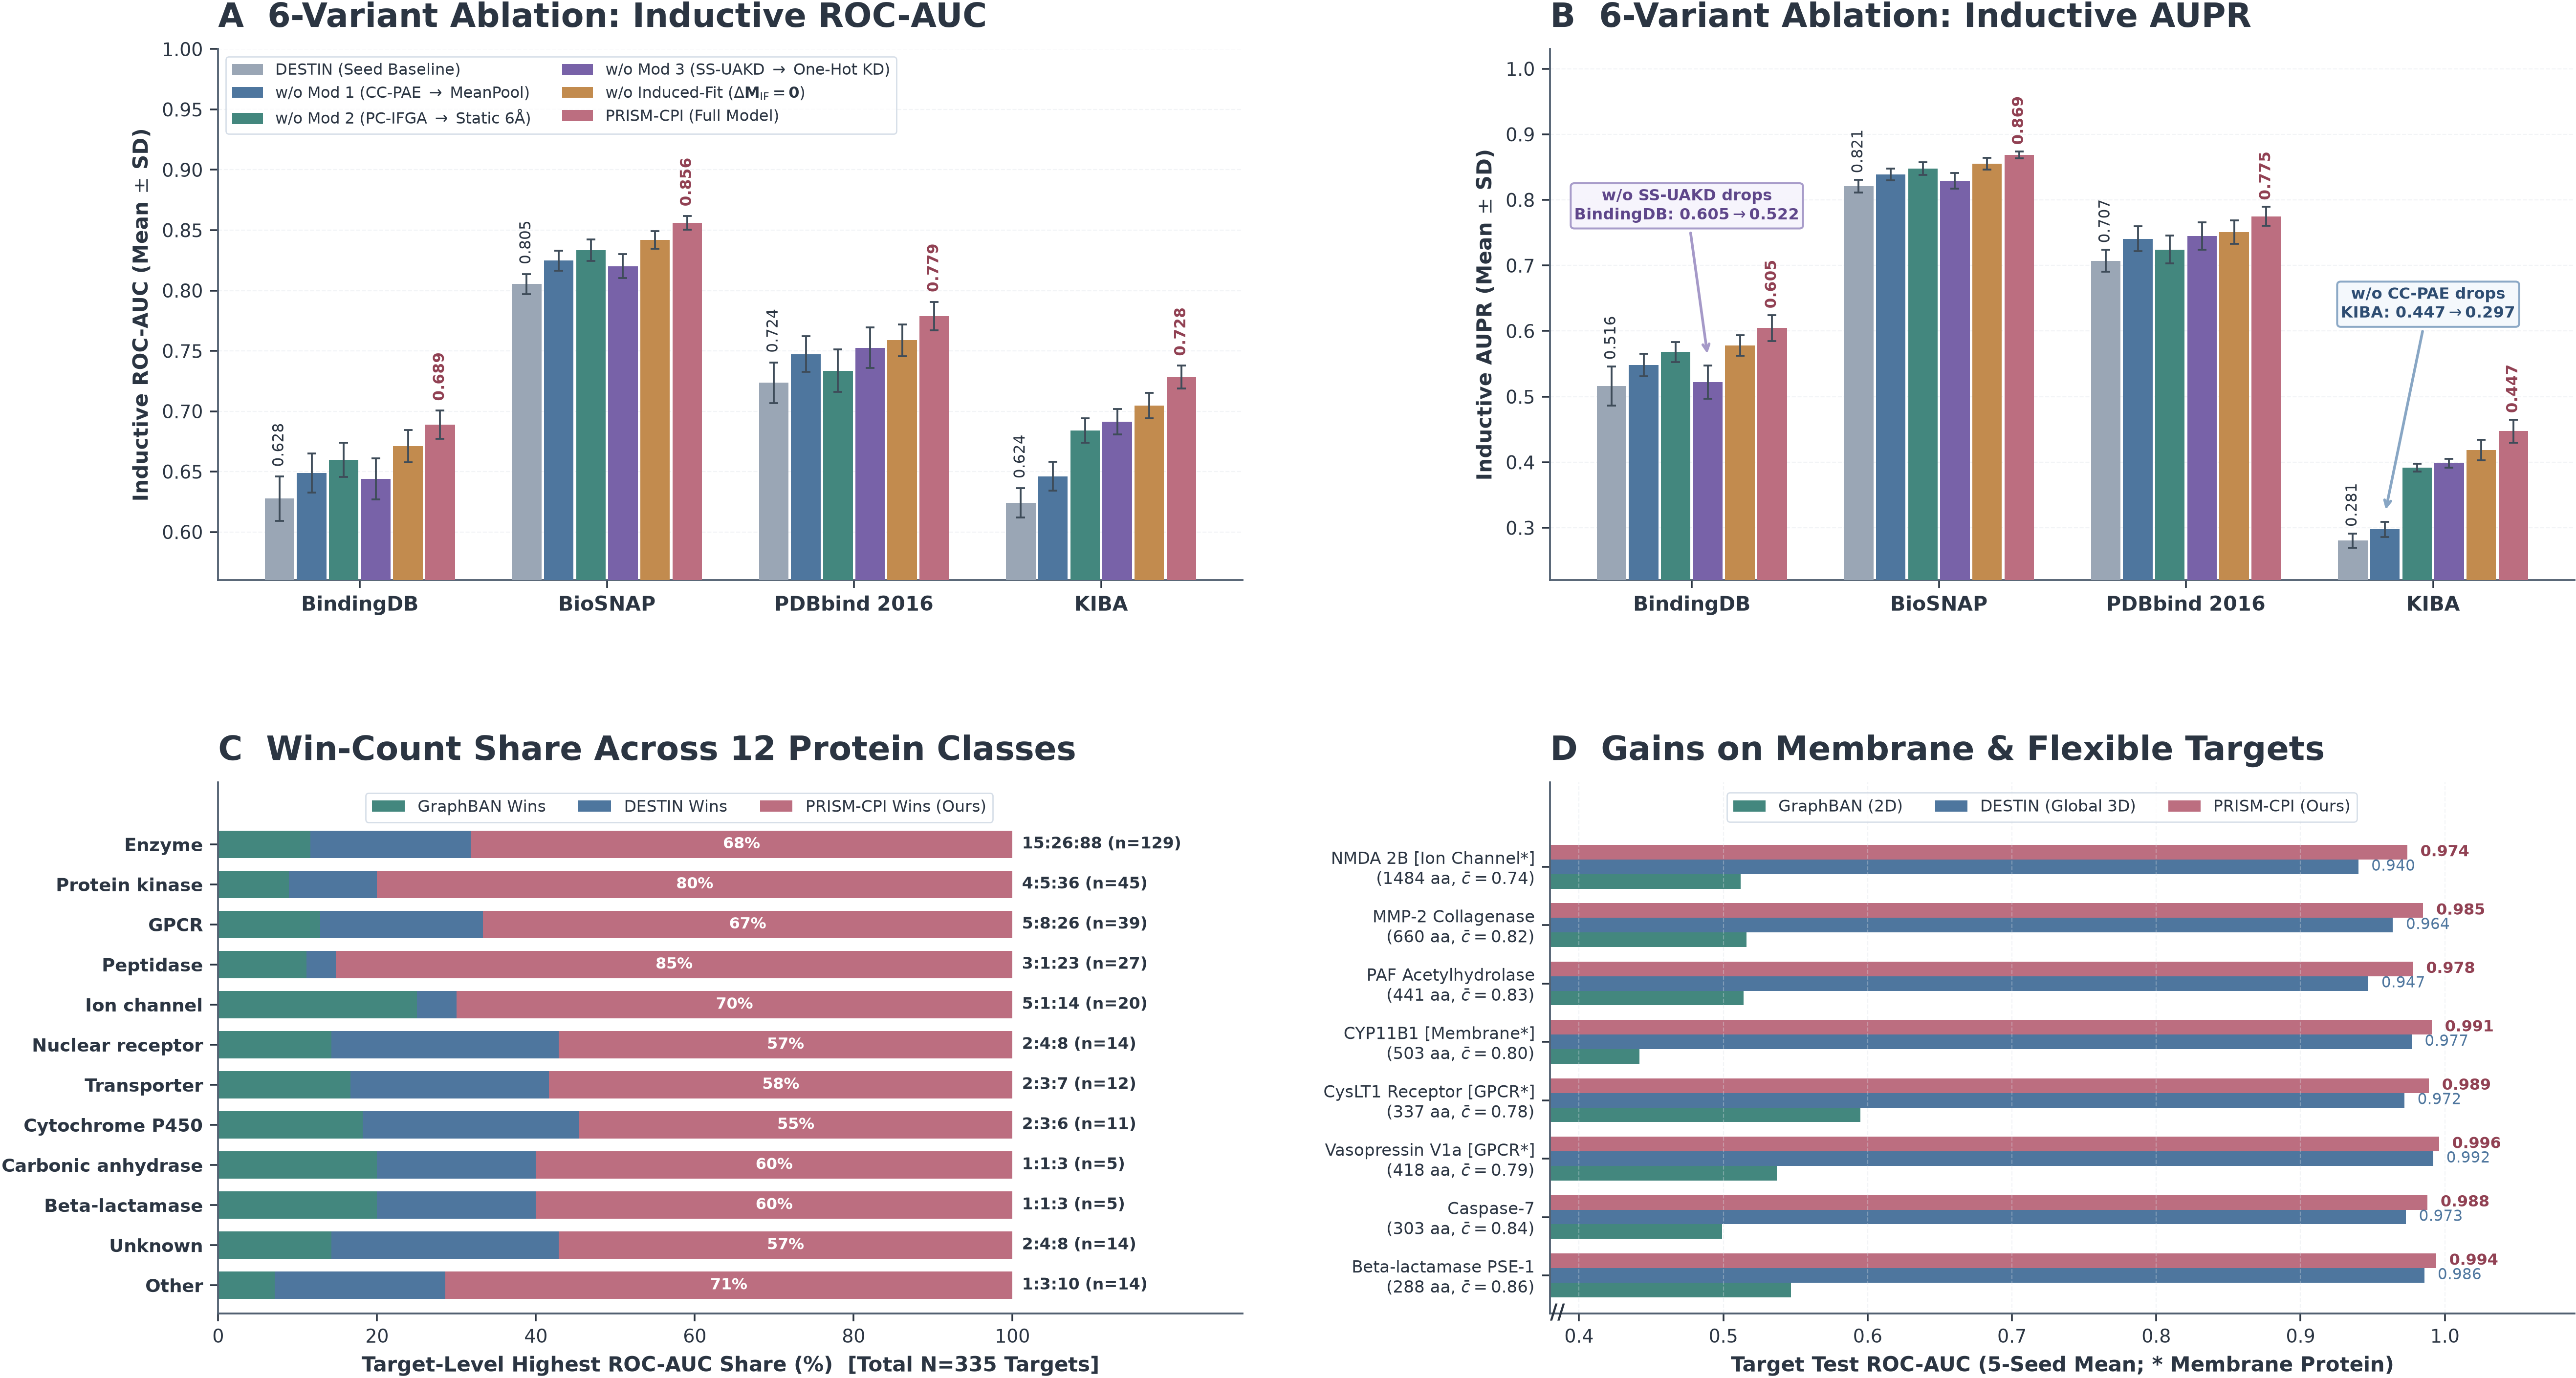 A 6-Variant Ablation: Inductive ROC-AUC
Inductive ROC-AUC (Mean ± SD)
1.00
0.95
0.90
0.85
0.80
0.75
0.70
0.65
0.60
DESTIN (Seed Baseline)
w/o Mod 1 (CC-PAE → MeanPool)
w/o Mod 2 (PC-IFGA → Static 6Å)
w/o Mod 3 (SS-UAKD → One-Hot KD)
w/o Induced-Fit (ΔM_IF = 0)
PRISM-CPI (Full Model)
0.628
0.689
0.805
0.856
0.724
0.779
0.624
0.728
BindingDB
BioSNAP
PDBbind 2016
KIBA
B 6-Variant Ablation: Inductive AUPR
Inductive AUPR (Mean ± SD)
1.0
0.9
0.8
0.7
0.6
0.5
0.4
0.3
w/o SS-UAKD drops
BindingDB: 0.605→0.522
w/o CC-PAE drops
KIBA: 0.447→0.297
0.516
0.605
0.821
0.869
0.707
0.775
0.281
0.447
BindingDB
BioSNAP
PDBbind 2016
KIBA
C Win-Count Share Across 12 Protein Classes
GraphBAN Wins
DESTIN Wins
PRISM-CPI Wins (Ours)
Enzyme 68% 15:26:88 (n=129)
Protein kinase 80% 4:5:36 (n=45)
GPCR 67% 5:8:26 (n=39)
Peptidase 85% 3:1:23 (n=27)
Ion channel 70% 5:1:14 (n=20)
Nuclear receptor 57% 2:4:8 (n=14)
Transporter 58% 2:3:7 (n=12)
Cytochrome P450 55% 2:3:6 (n=11)
Carbonic anhydrase 60% 1:1:3 (n=5)
Beta-lactamase 60% 1:1:3 (n=5)
Unknown 57% 2:4:8 (n=14)
Other 71% 1:3:10 (n=14)
0 20 40 60 80 100
Target-Level Highest ROC-AUC Share (%) [Total N=335 Targets]
D Gains on Membrane & Flexible Targets
GraphBAN (2D)
DESTIN (Global 3D)
PRISM-CPI (Ours)
NMDA 2B [Ion Channel*]
(1484 aa, c̄ = 0.74)
0.974
0.940
MMP-2 Collagenase
(660 aa, c̄ = 0.82)
0.985
0.964
PAF Acetylhydrolase
(441 aa, c̄ = 0.83)
0.978
0.947
CYP11B1 [Membrane*]
(503 aa, c̄ = 0.80)
0.991
0.977
CysLT1 Receptor [GPCR*]
(337 aa, c̄ = 0.78)
0.989
0.972
Vasopressin V1a [GPCR*]
(418 aa, c̄ = 0.79)
0.996
0.992
Caspase-7
(303 aa, c̄ = 0.84)
0.988
0.973
Beta-lactamase PSE-1
(288 aa, c̄ = 0.86)
0.994
0.986
0.4 0.5 0.6 0.7 0.8 0.9 1.0
Target Test ROC-AUC (5-Seed Mean; * Membrane Protein)